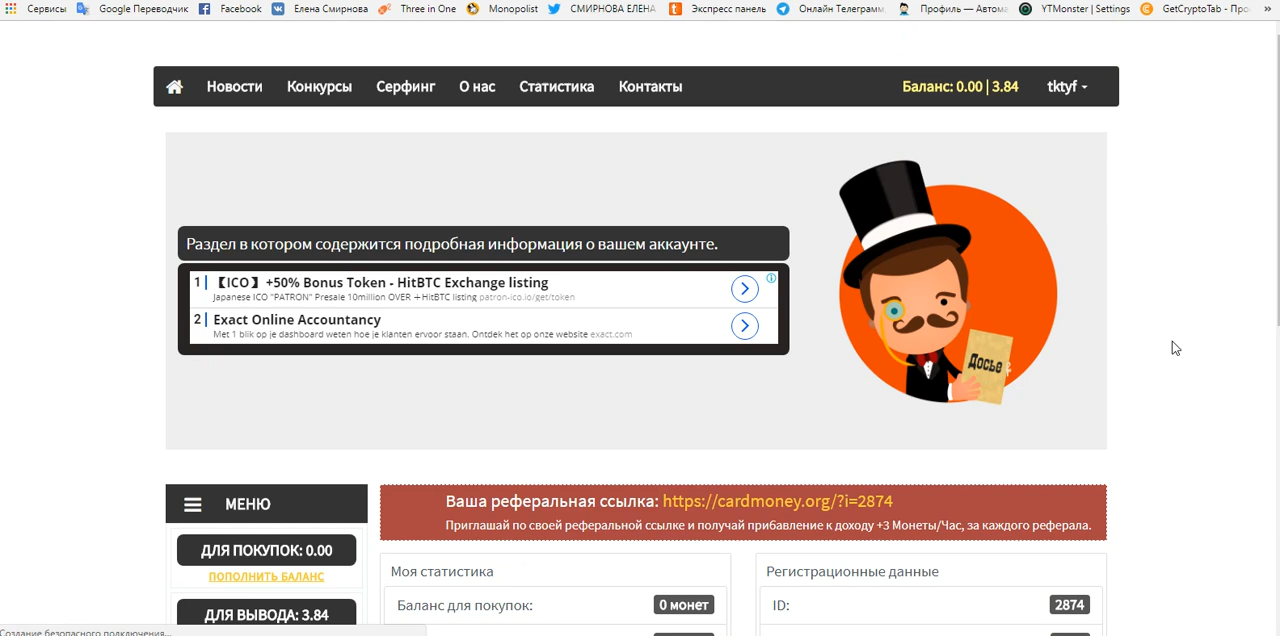 Сервисы Google Переводчик Facebook Елена Смирнова Three in One Monopolist СМИРНОВА ЕЛЕНА Экспресс панель Онлайн Телеграмм, Профиль — Автома YTMonster | Settings GetCryptoTab - Про »
Новости Конкурсы Серфинг О нас Статистика Контакты Баланс: 0.00 | 3.84 tktyf
Раздел в котором содержится подробная информация о вашем аккаунте.
1 【ICO】+50% Bonus Token - HitBTC Exchange listing
Japanese ICO "PATRON" Presale 10million OVER +HitBTC listing patron-ico.io/get/token
2 Exact Online Accountancy
Met 1 blik op je dashboard weten hoe je klanten ervoor staan. Ontdek het op onze website exact.com
Досье
МЕНЮ
ДЛЯ ПОКУПОК: 0.00
ПОПОЛНИТЬ БАЛАНС
ДЛЯ ВЫВОДА: 3.84
Ваша реферальная ссылка: https://cardmoney.org/?i=2874
Приглашай по своей реферальной ссылке и получай прибавление к доходу +3 Монеты/Час, за каждого реферала.
Моя статистика
Баланс для покупок: 0 монет
Регистрационные данные
ID: 2874
Создание безопасного подключения...